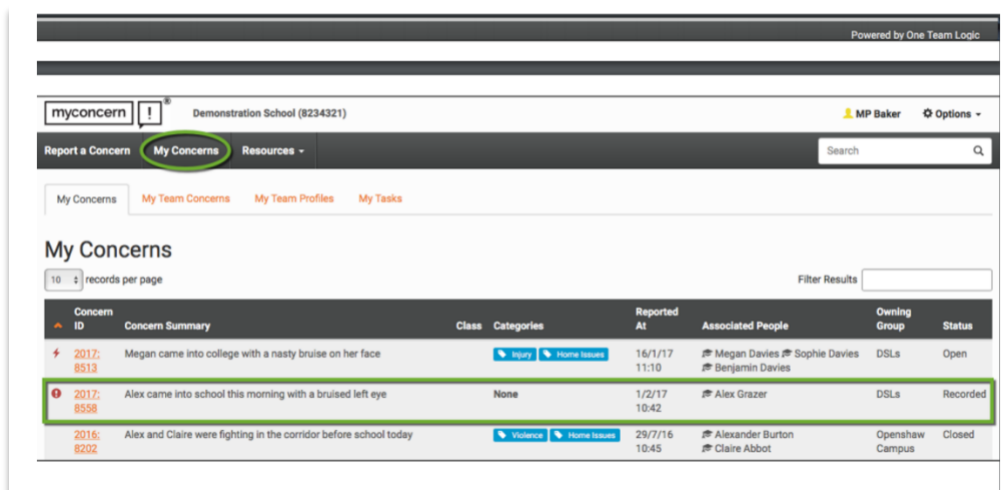 Powered by One Team Logic
myconcern ! ® Demonstration School (8234321) MP Baker Options
Report a Concern My Concerns Resources Search
My Concerns My Team Concerns My Team Profiles My Tasks
My Concerns
10 records per page Filter Results
Concern ID Concern Summary Class Categories Reported At Associated People Owning Group Status
2017:8513 Megan came into college with a nasty bruise on her face Injury Home Issues 16/1/17 11:10 Megan Davies Sophie Davies Benjamin Davies DSLs Open
2017:8558 Alex came into school this morning with a bruised left eye None 1/2/17 10:42 Alex Grazer DSLs Recorded
2016:8202 Alex and Claire were fighting in the corridor before school today Violence Home Issues 29/7/16 10:45 Alexander Burton Claire Abbot Openshaw Campus Closed